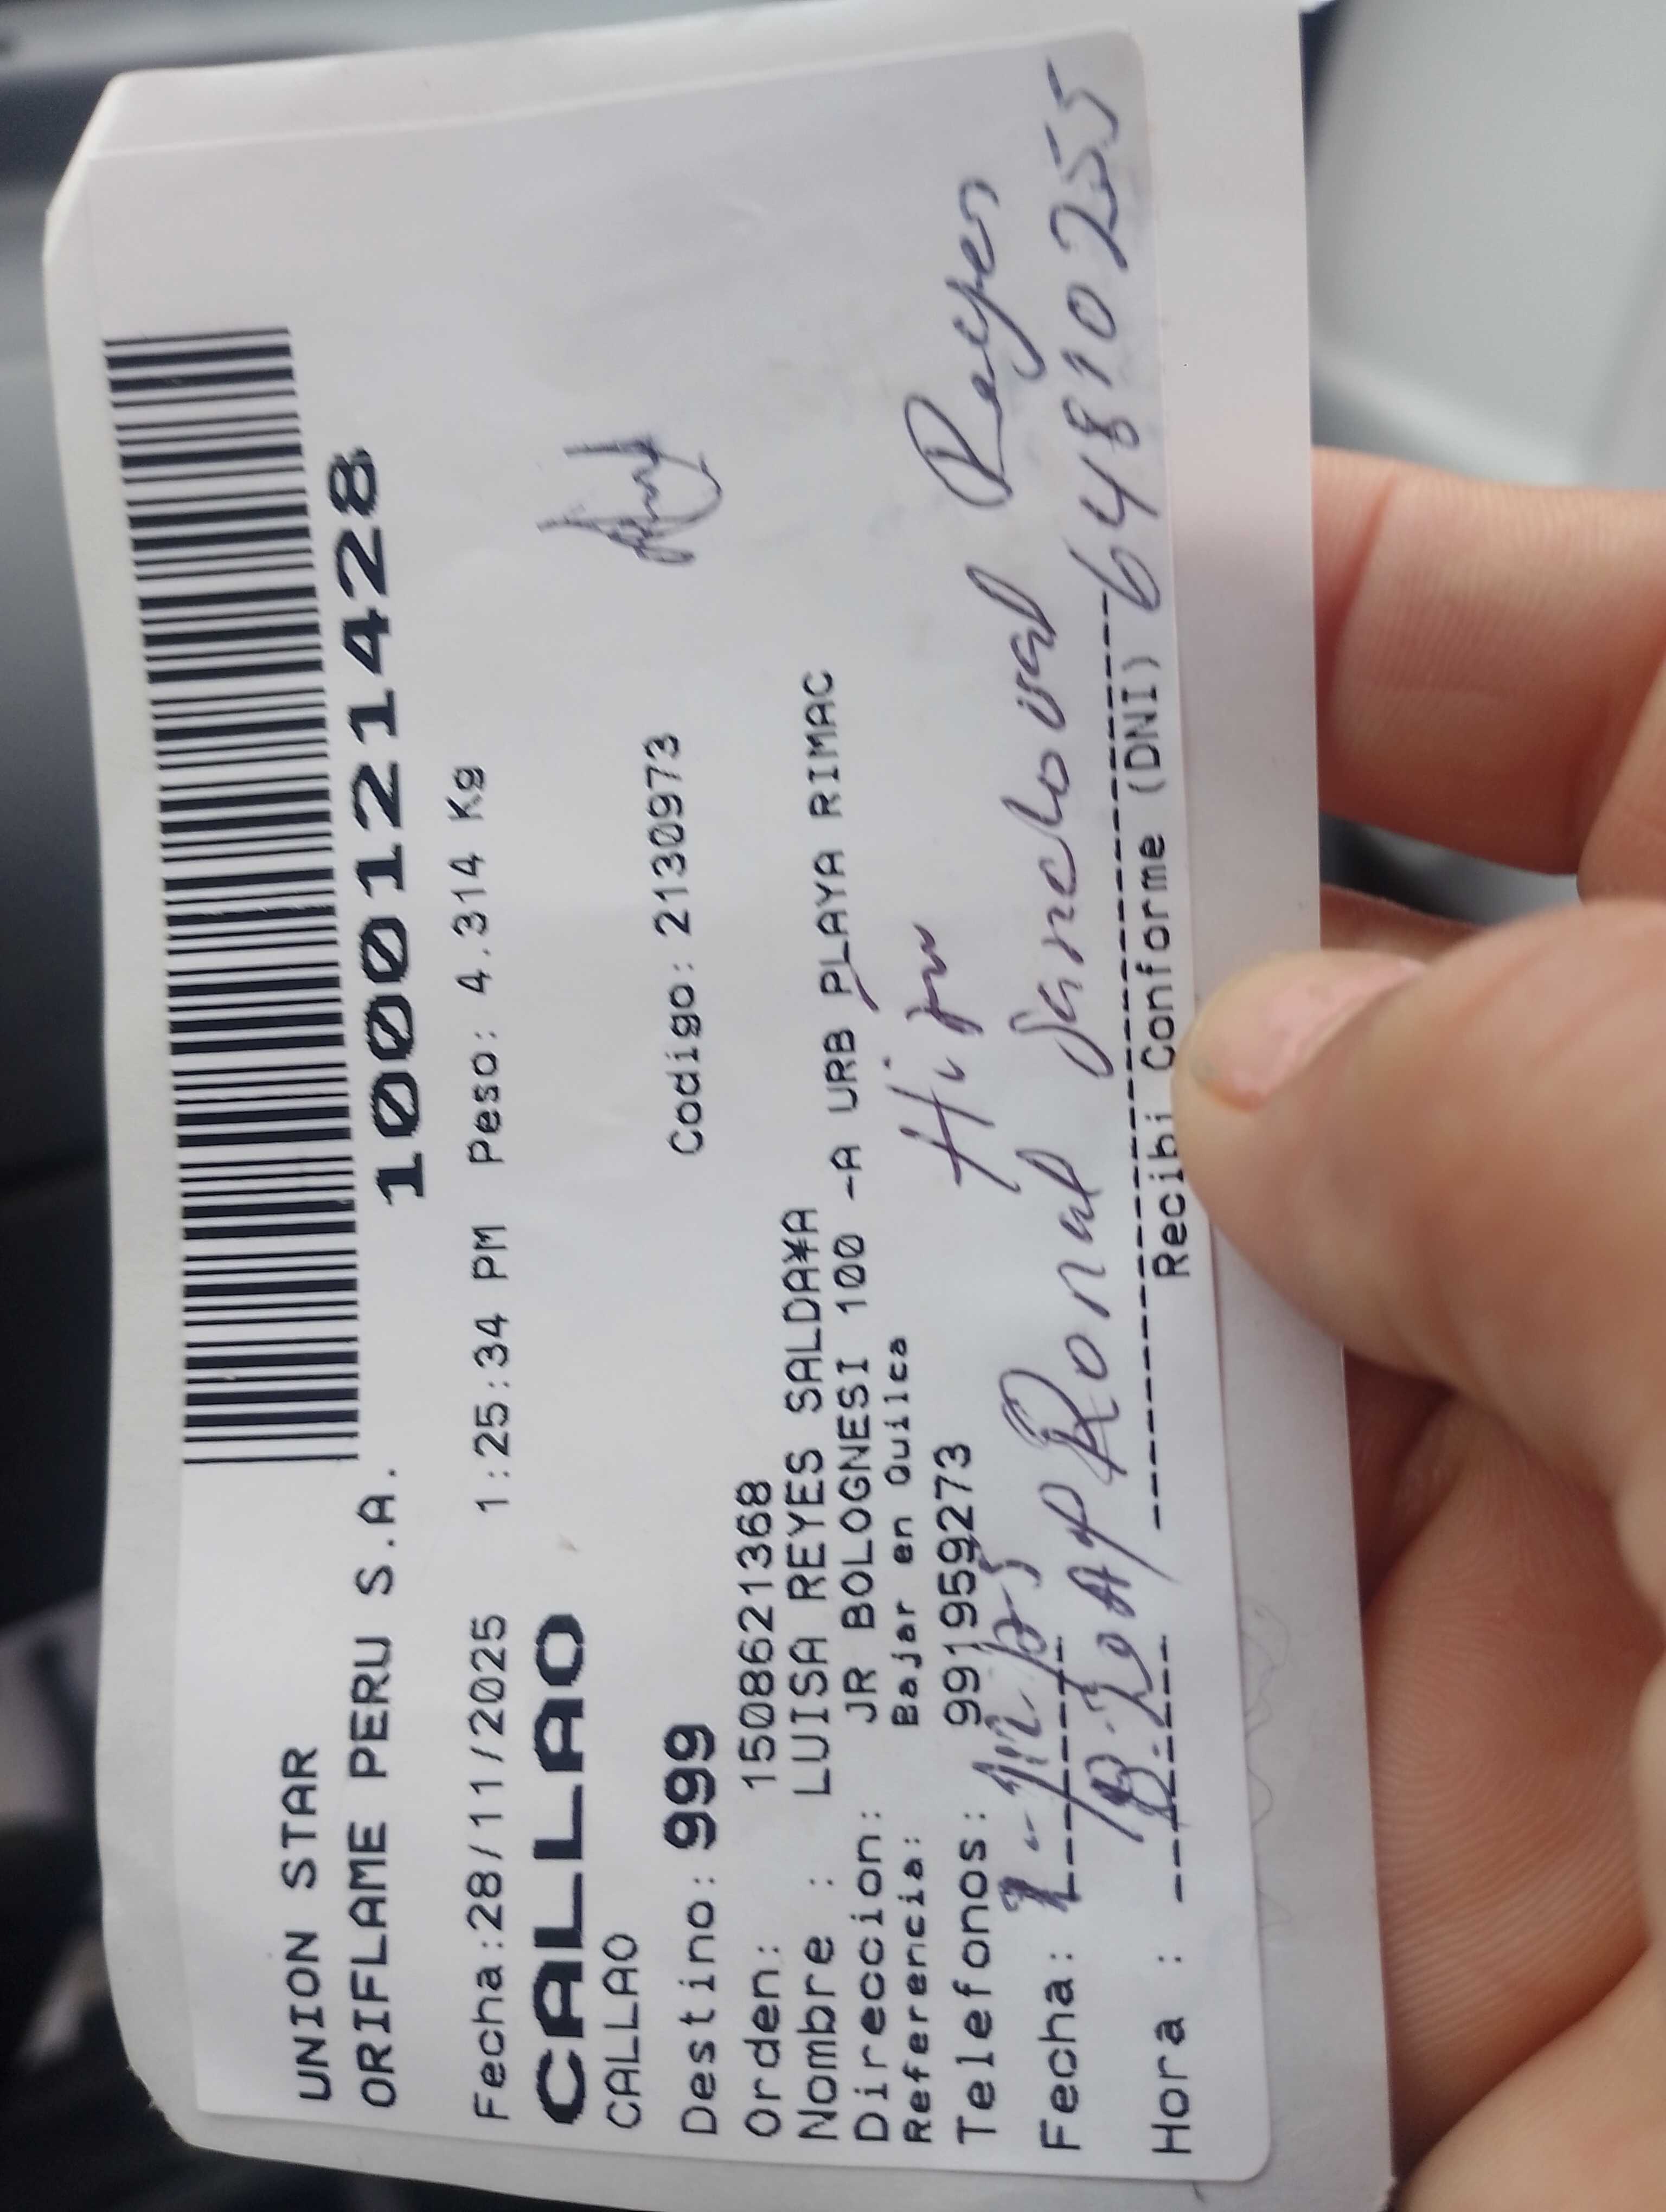 UNION STAR
ORIFLAME PERU S.A.
1000121428
Fecha:28/11/2025 1:25:34 PM Peso: 4.314 Kg
CALLAO
CALLAO
Destino: 999 Codigo: 2130973
Orden: 1508621368
Nombre : LUISA REYES SALDA¥A
Direccion: JR BOLOGNESI 100 -A URB PLAYA RIMAC
Referencia: Bajar en Quilca
Telefonos: 991959273
Hijo
Fecha:
Ronal Sandoval Reyes
Hora :
Recibi Conforme (DNI) 64810255